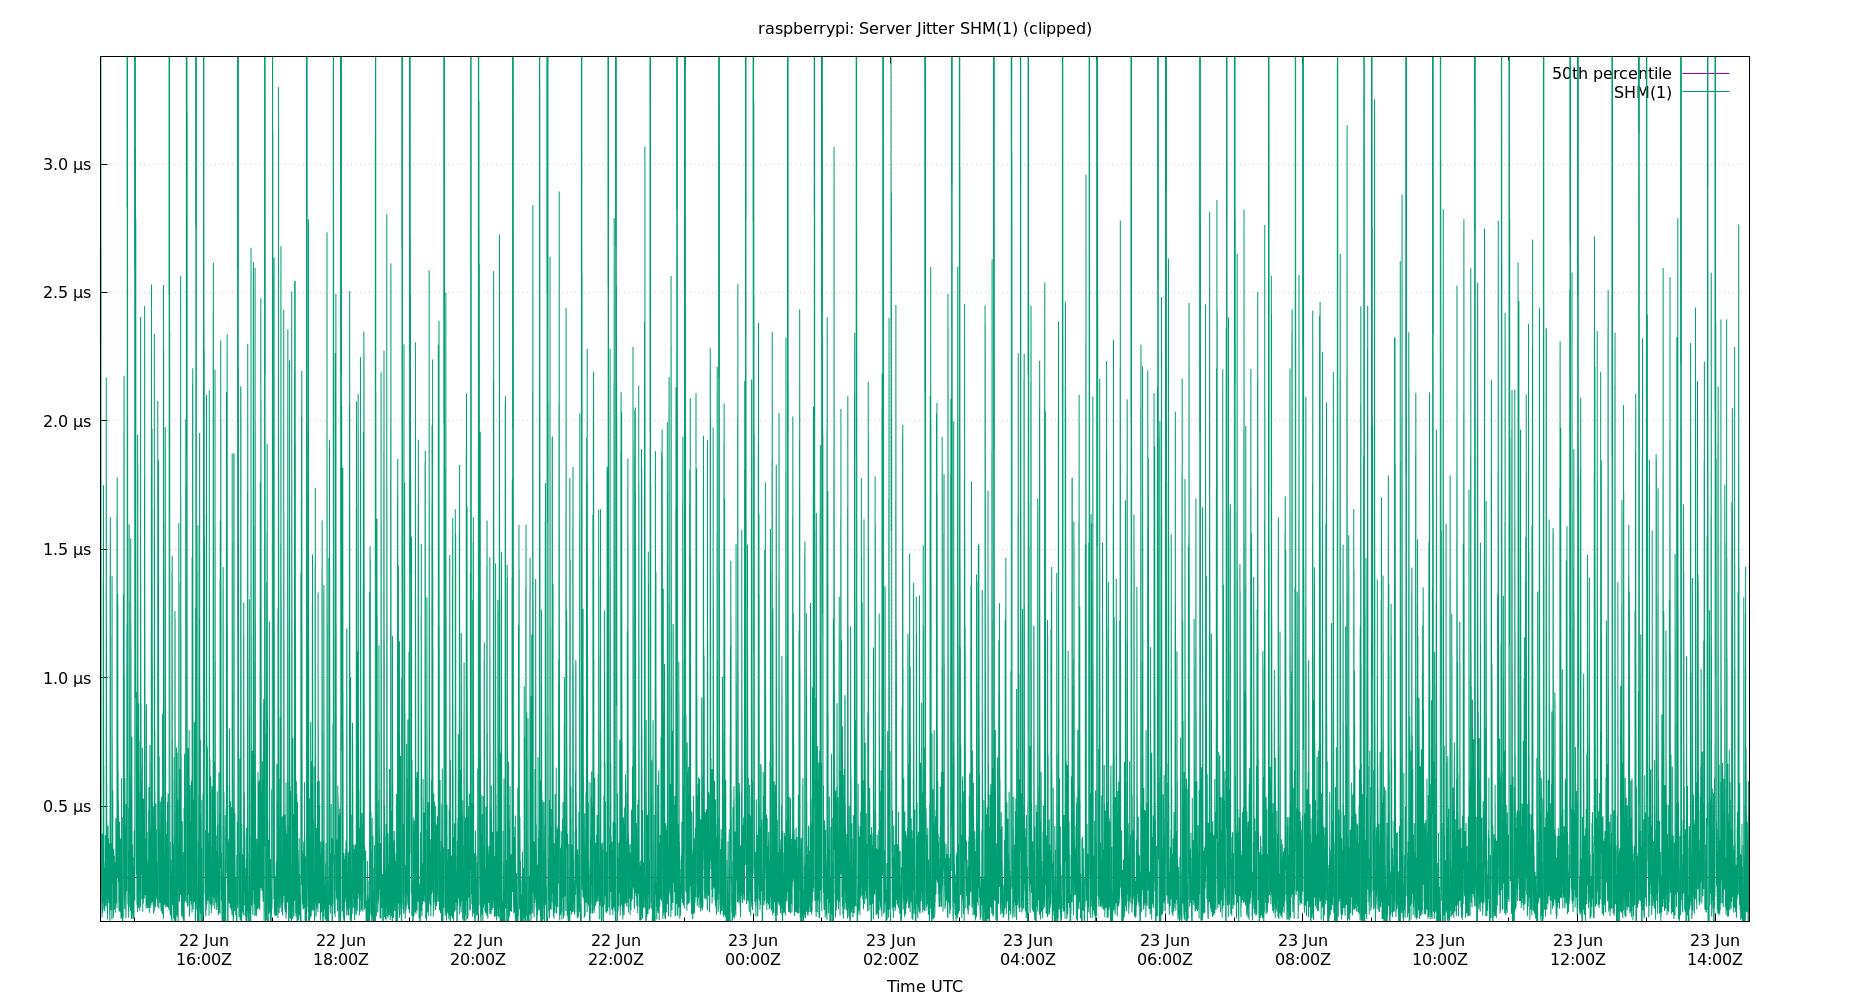 raspberrypi: Server Jitter SHM(1) (clipped)
50th percentile
SHM(1)
3.0 μs
2.5 μs
2.0 μs
1.5 μs
1.0 μs
0.5 μs
22 Jun 22 Jun 22 Jun 22 Jun 23 Jun 23 Jun 23 Jun 23 Jun 23 Jun 23 Jun 23 Jun 23 Jun
16:00Z 18:00Z 20:00Z 22:00Z 00:00Z 02:00Z 04:00Z 06:00Z 08:00Z 10:00Z 12:00Z 14:00Z
Time UTC